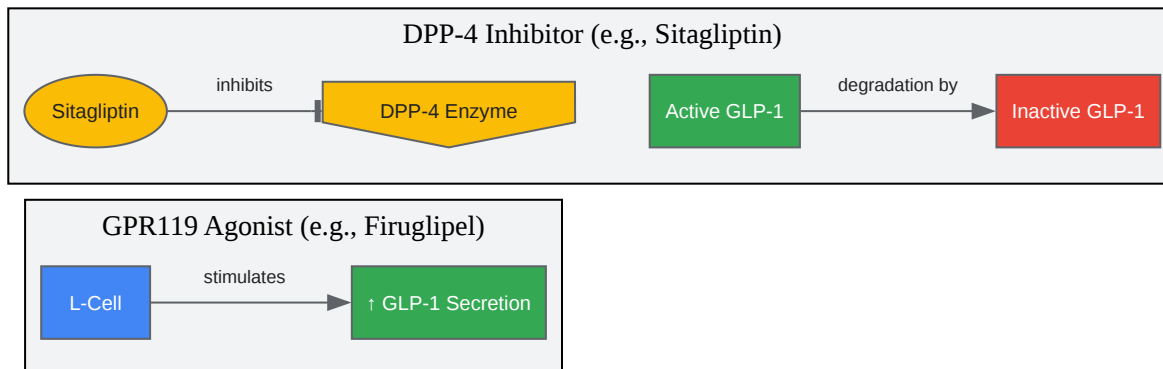 DPP-4 Inhibitor (e.g., Sitagliptin)
Sitagliptin
inhibits
DPP-4 Enzyme
Active GLP-1
degradation by
Inactive GLP-1
GPR119 Agonist (e.g., Firuglipel)
L-Cell
stimulates
↑ GLP-1 Secretion